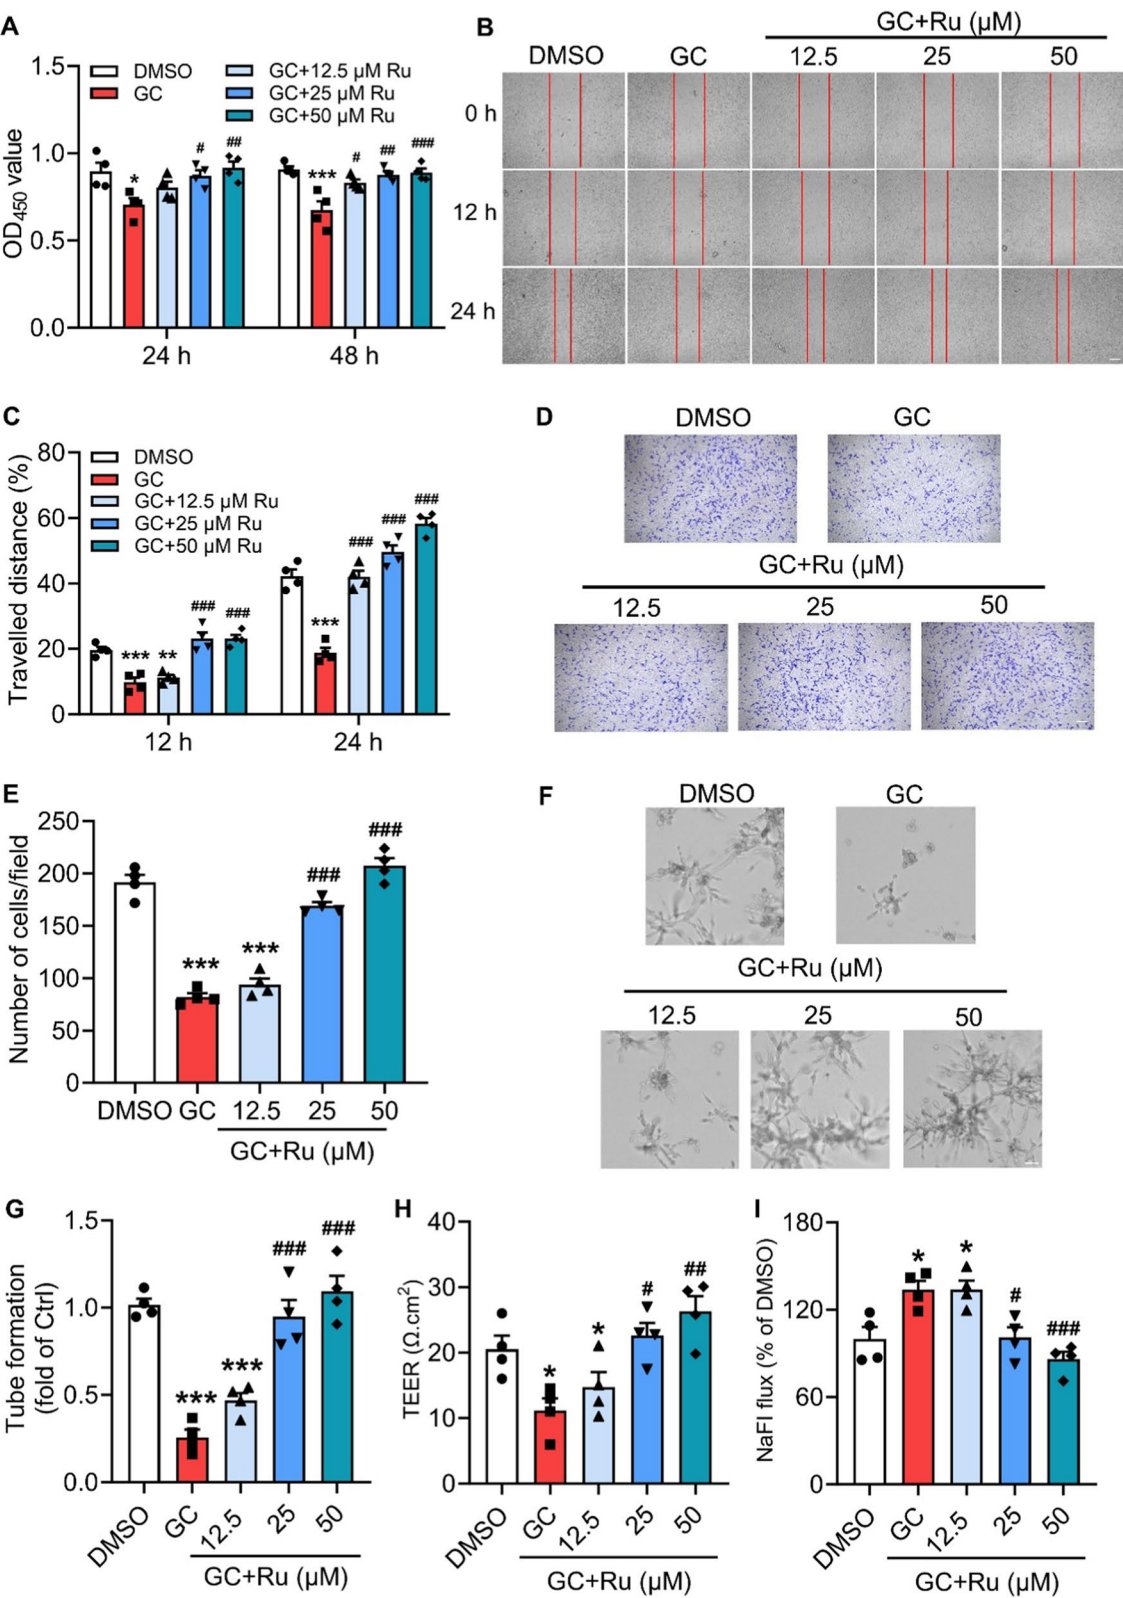 A
1.5
1.0
0.5
0.0
OD450 value
DMSO
GC
GC+12.5 μM Ru
GC+25 μM Ru
GC+50 μM Ru
*
#
##
***
#
##
###
24 h
48 h
B
GC+Ru (μM)
DMSO
GC
12.5
25
50
0 h
12 h
24 h
C
80
60
40
20
0
Travelled distance (%)
DMSO
GC
GC+12.5 μM Ru
GC+25 μM Ru
GC+50 μM Ru
***
**
###
###
***
###
###
###
12 h
24 h
D
DMSO
GC
GC+Ru (μM)
12.5
25
50
E
250
200
150
100
50
0
Number of cells/field
***
***
###
###
DMSO
GC
12.5
25
50
GC+Ru (μM)
F
DMSO
GC
GC+Ru (μM)
12.5
25
50
G
1.5
1.0
0.5
0.0
Tube formation
(fold of Ctrl)
***
***
###
###
DMSO
GC
12.5
25
50
GC+Ru (μM)
H
40
30
20
10
0
TEER (Ω.cm2)
*
*
#
##
DMSO
GC
12.5
25
50
GC+Ru (μM)
I
180
120
60
0
NaFI flux (% of DMSO)
*
*
#
###
DMSO
GC
12.5
25
50
GC+Ru (μM)